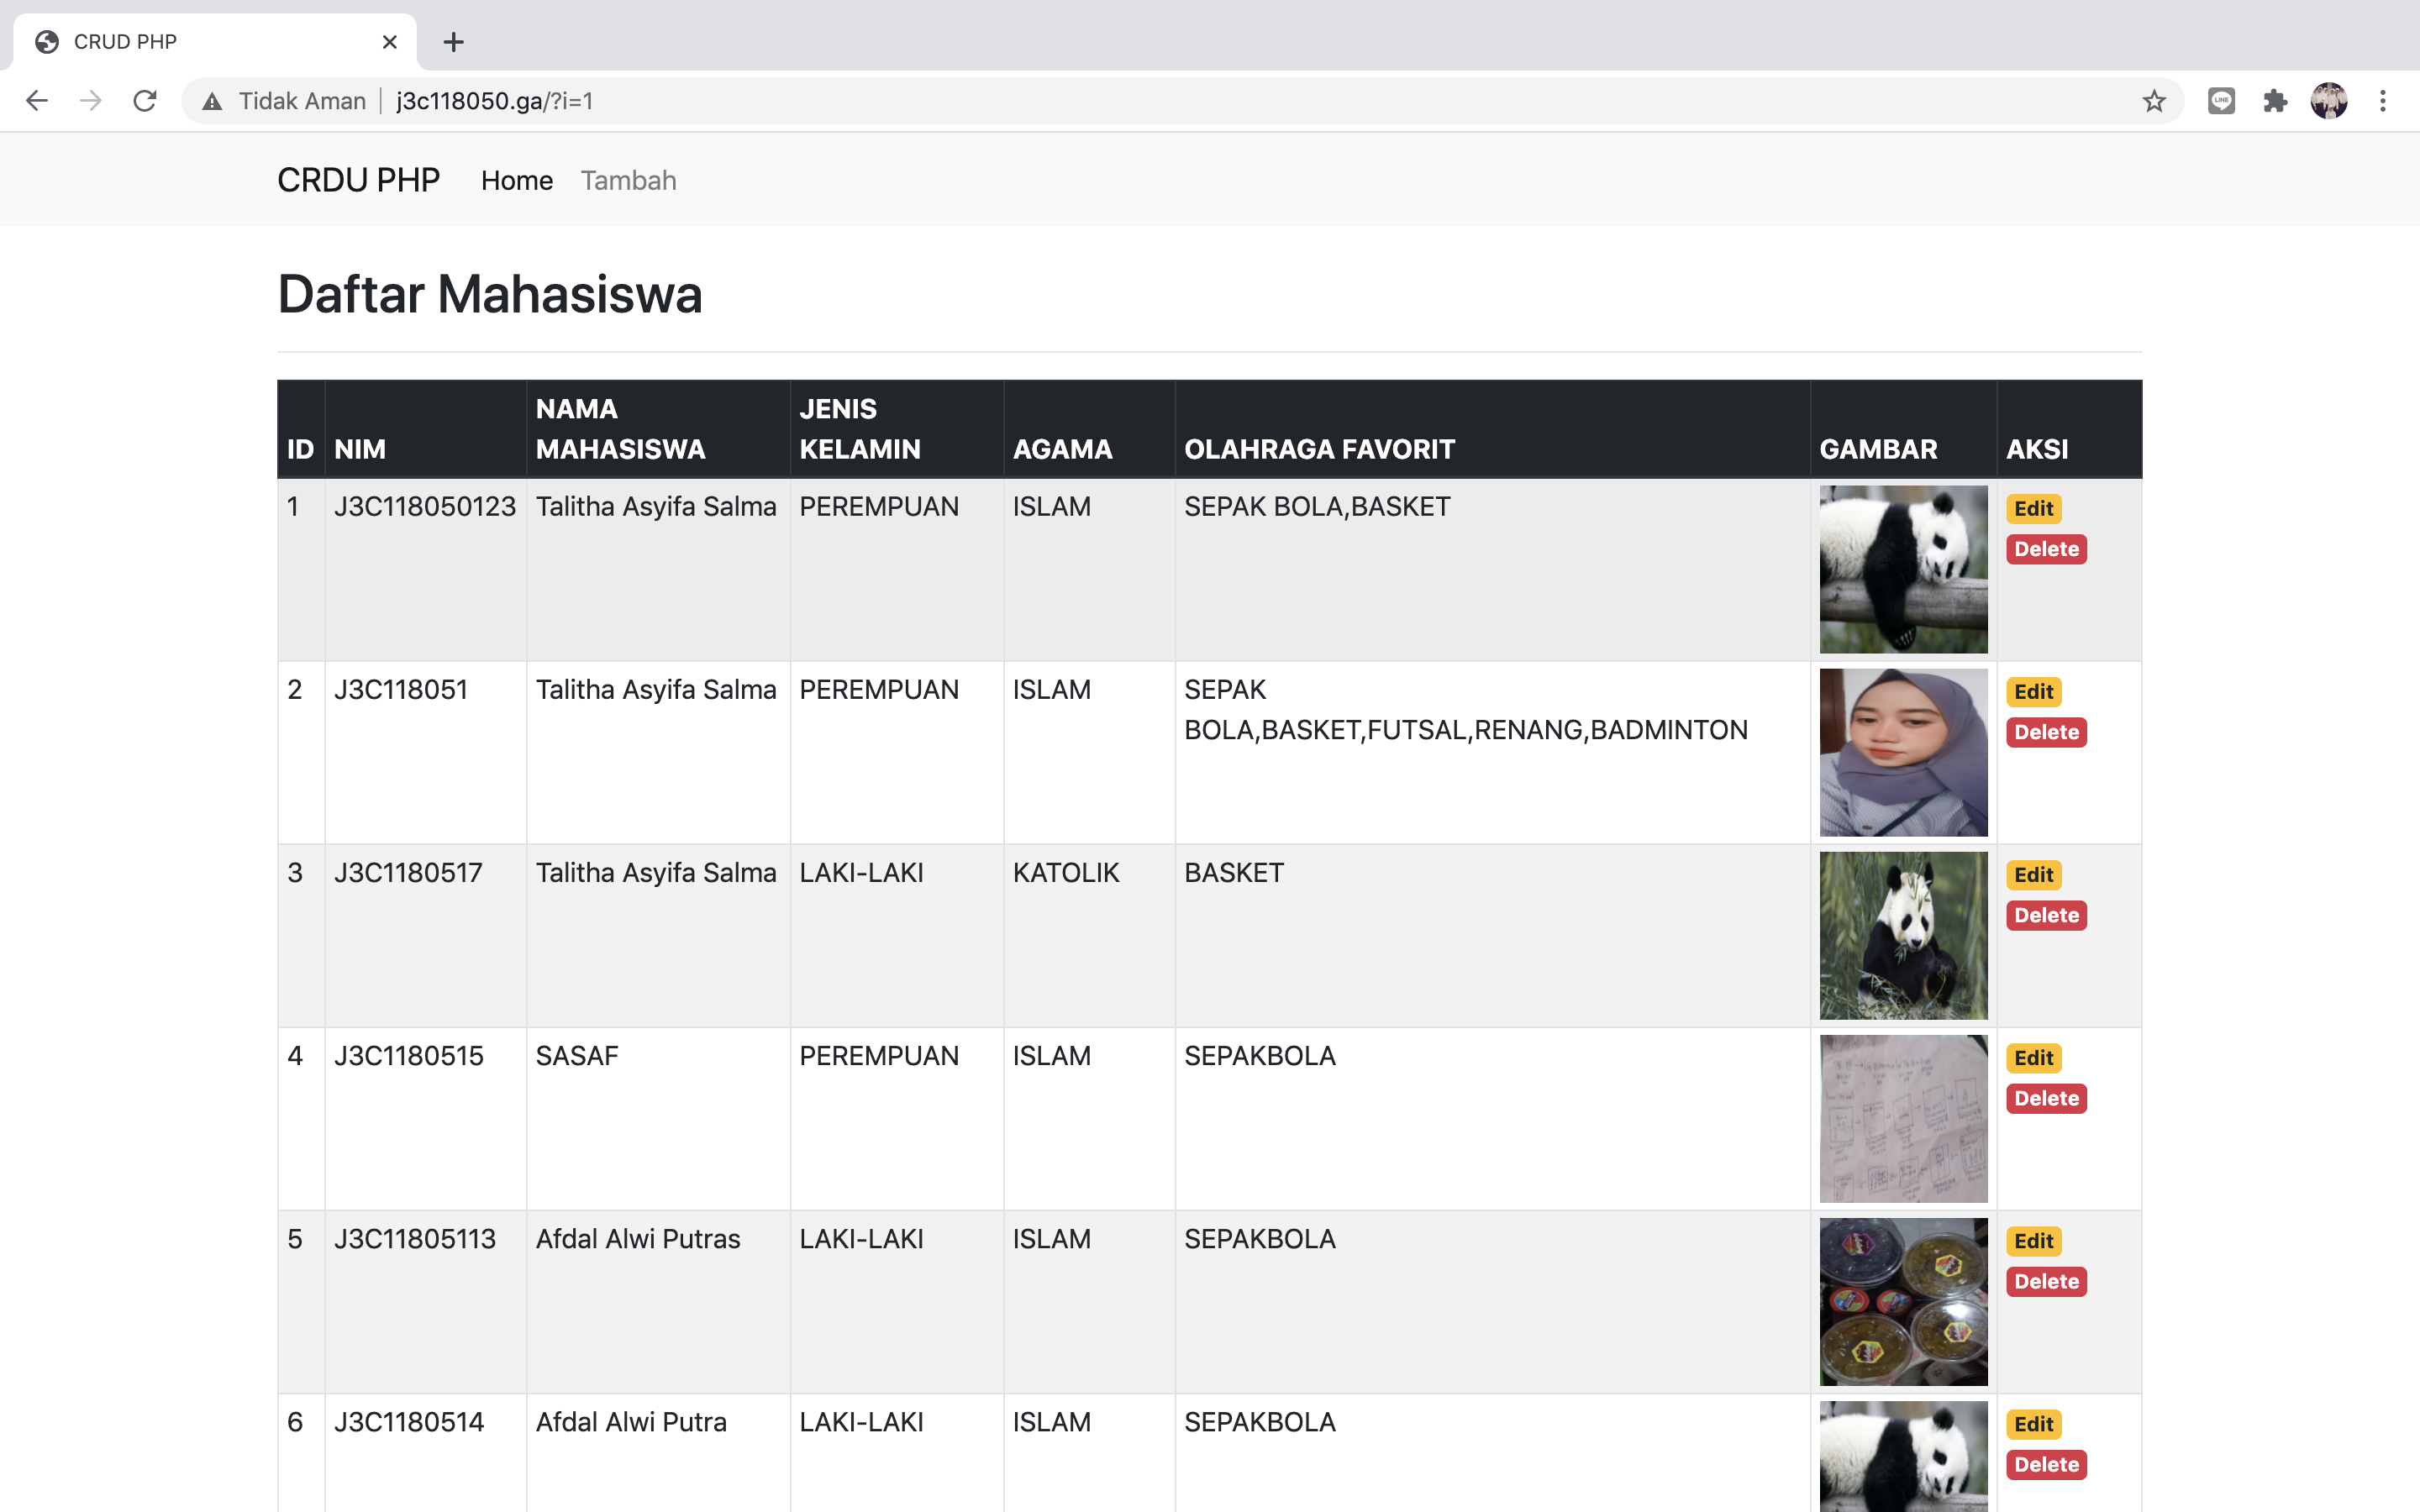 CRUD PHP
Tidak Aman j3c118050.ga/?i=1
CRDU PHP Home Tambah
Daftar Mahasiswa
ID NIM NAMA MAHASISWA JENIS KELAMIN AGAMA OLAHRAGA FAVORIT GAMBAR AKSI
1 J3C118050123 Talitha Asyifa Salma PEREMPUAN ISLAM SEPAK BOLA,BASKET Edit
Delete
2 J3C118051 Talitha Asyifa Salma PEREMPUAN ISLAM SEPAK Edit
BOLA,BASKET,FUTSAL,RENANG,BADMINTON Delete
3 J3C1180517 Talitha Asyifa Salma LAKI-LAKI KATOLIK BASKET Edit
Delete
4 J3C1180515 SASAF PEREMPUAN ISLAM SEPAKBOLA Edit
Delete
5 J3C11805113 Afdal Alwi Putras LAKI-LAKI ISLAM SEPAKBOLA Edit
Delete
6 J3C1180514 Afdal Alwi Putra LAKI-LAKI ISLAM SEPAKBOLA Edit
Delete